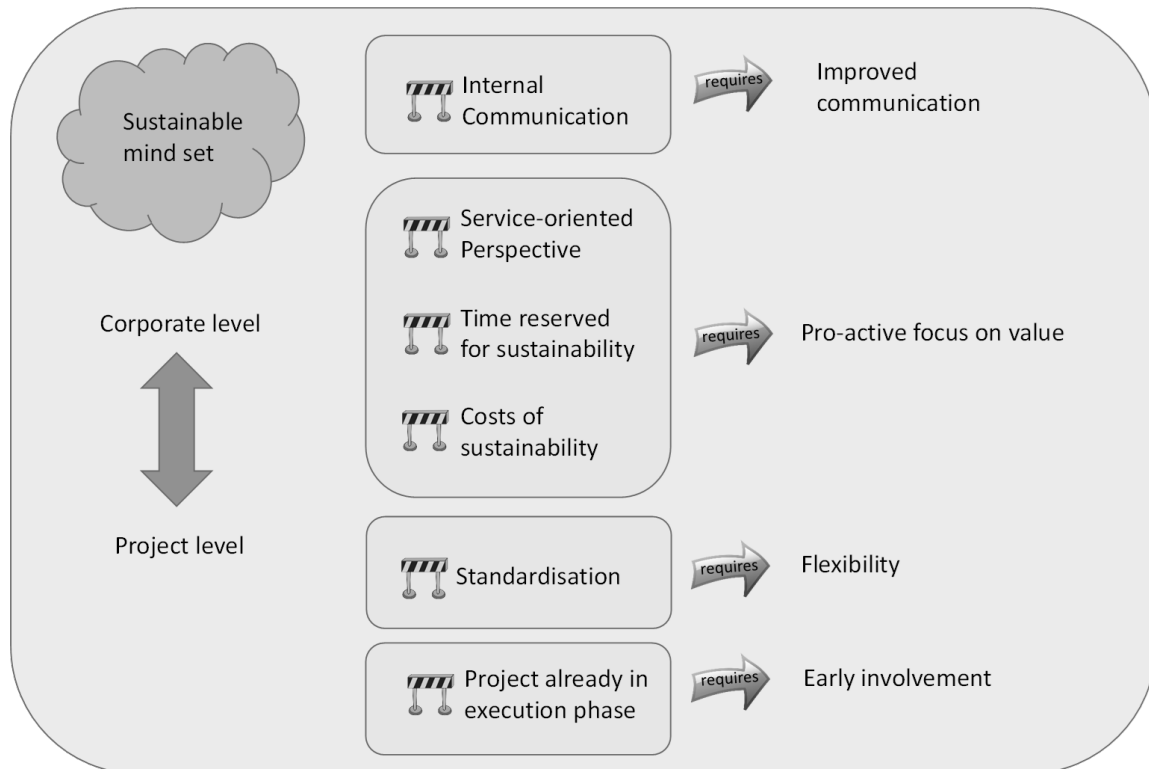 Sustainable
mind set
Corporate level
Project level
Internal
Communication
requires
Improved
communication
Service-oriented
Perspective
Time reserved
for sustainability
Costs of
sustainability
requires
Pro-active focus on value
Standardisation
requires
Flexibility
Project already in
execution phase
requires
Early involvement